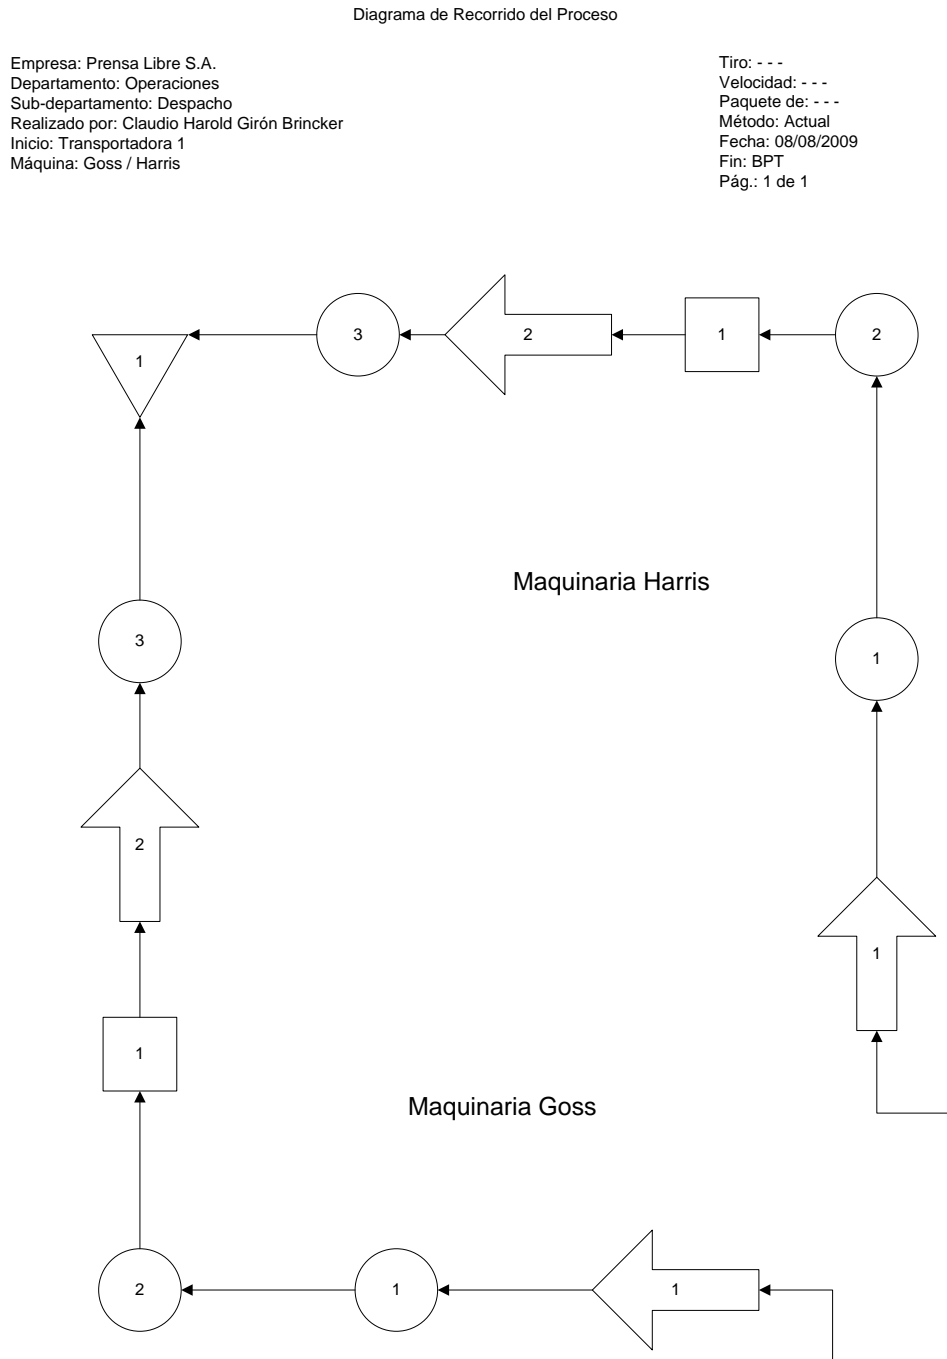 Diagrama de Recorrido del Proceso
Empresa: Prensa Libre S.A.
Departamento: Operaciones
Sub-departamento: Despacho
Realizado por: Claudio Harold Girón Brincker
Inicio: Transportadora 1
Máquina: Goss / Harris
Tiro: - - -
Velocidad: - - -
Paquete de: - - -
Método: Actual
Fecha: 08/08/2009
Fin: BPT
Pág.: 1 de 1
1
3
2
1
2
Maquinaria Harris
3
1
2
1
1
Maquinaria Goss
2
1
1